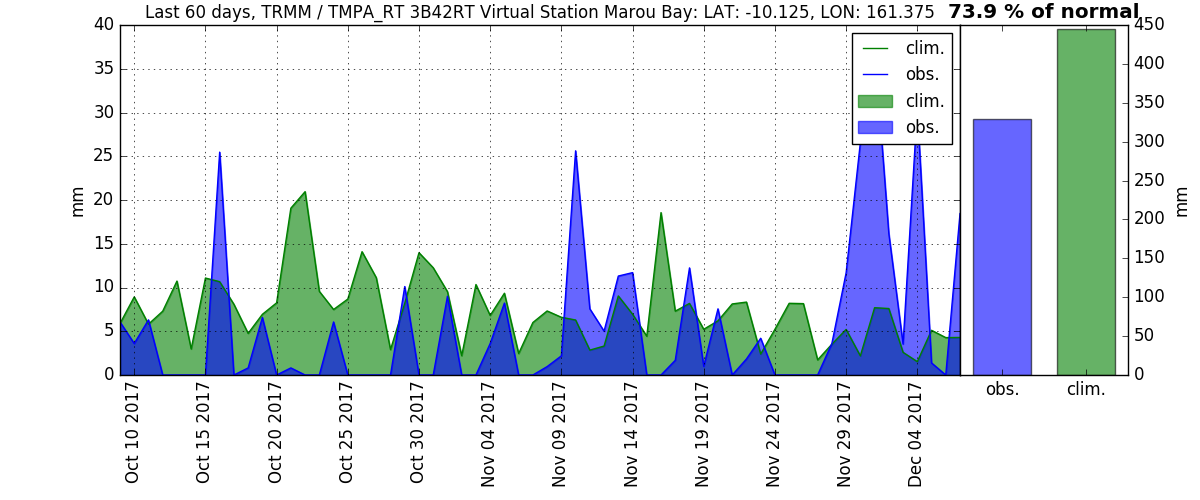 Last 60 days, TRMM / TMPA_RT 3B42RT Virtual Station Marou Bay: LAT: -10.125, LON: 161.375 73.9 % of normal
40
35
30
25
20
15
10
5
0
mm
clim.
obs.
clim.
obs.
450
400
350
300
250
200
150
100
50
0
mm
obs. clim.
Oct 10 2017
Oct 15 2017
Oct 20 2017
Oct 25 2017
Oct 30 2017
Nov 04 2017
Nov 09 2017
Nov 14 2017
Nov 19 2017
Nov 24 2017
Nov 29 2017
Dec 04 2017